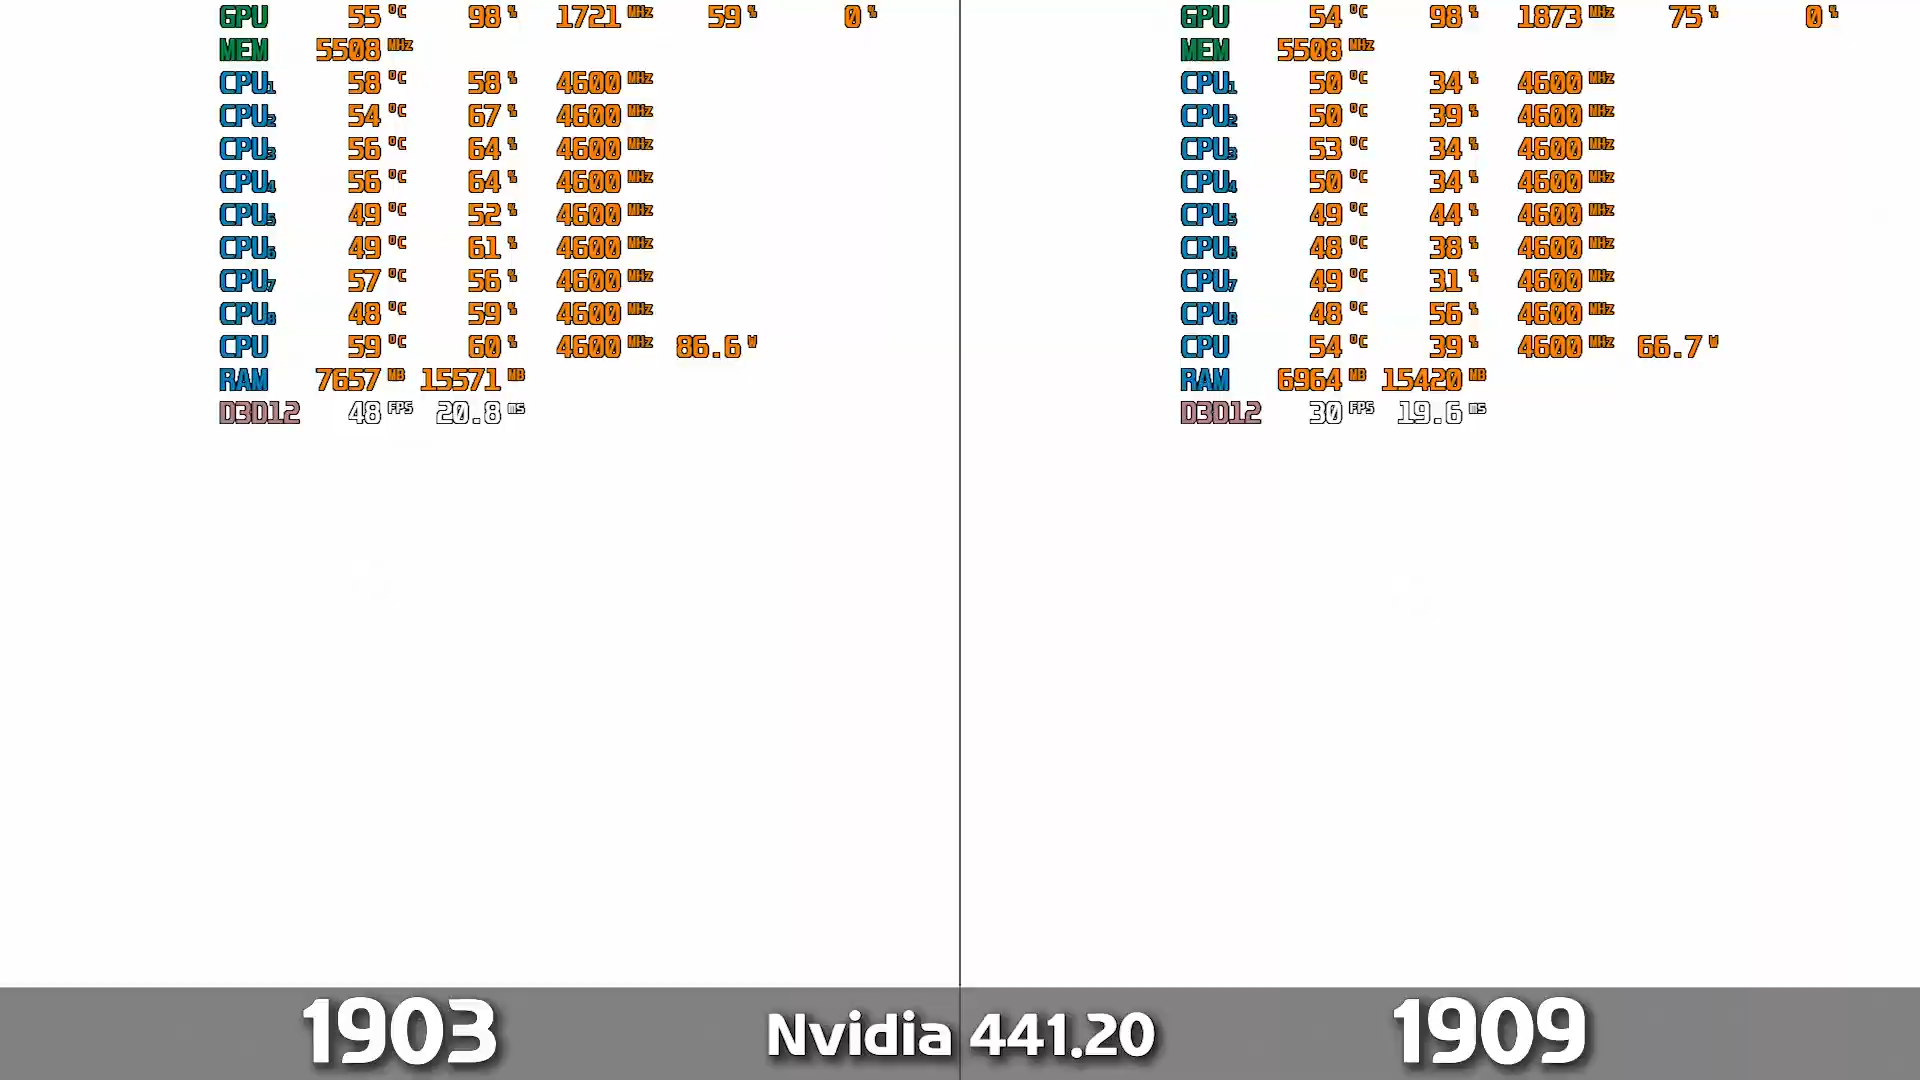 GPU 55 °C 98 % 1721 MHz 59 % 0 %
MEM 5508 MHz
CPU1 58 °C 58 % 4600 MHz
CPU2 54 °C 67 % 4600 MHz
CPU3 56 °C 64 % 4600 MHz
CPU4 56 °C 64 % 4600 MHz
CPU5 49 °C 52 % 4600 MHz
CPU6 49 °C 61 % 4600 MHz
CPU7 57 °C 56 % 4600 MHz
CPU8 48 °C 59 % 4600 MHz
CPU 59 °C 60 % 4600 MHz 86.6 W
RAM 7657 MB 15571 MB
D3D12 48 FPS 20.8 ms
GPU 54 °C 98 % 1873 MHz 75 % 0 %
MEM 5508 MHz
CPU1 50 °C 34 % 4600 MHz
CPU2 50 °C 39 % 4600 MHz
CPU3 53 °C 34 % 4600 MHz
CPU4 50 °C 34 % 4600 MHz
CPU5 49 °C 44 % 4600 MHz
CPU6 48 °C 38 % 4600 MHz
CPU7 49 °C 31 % 4600 MHz
CPU8 48 °C 56 % 4600 MHz
CPU 54 °C 39 % 4600 MHz 66.7 W
RAM 6964 MB 15420 MB
D3D12 30 FPS 19.6 ms
1903 Nvidia 441.20 1909